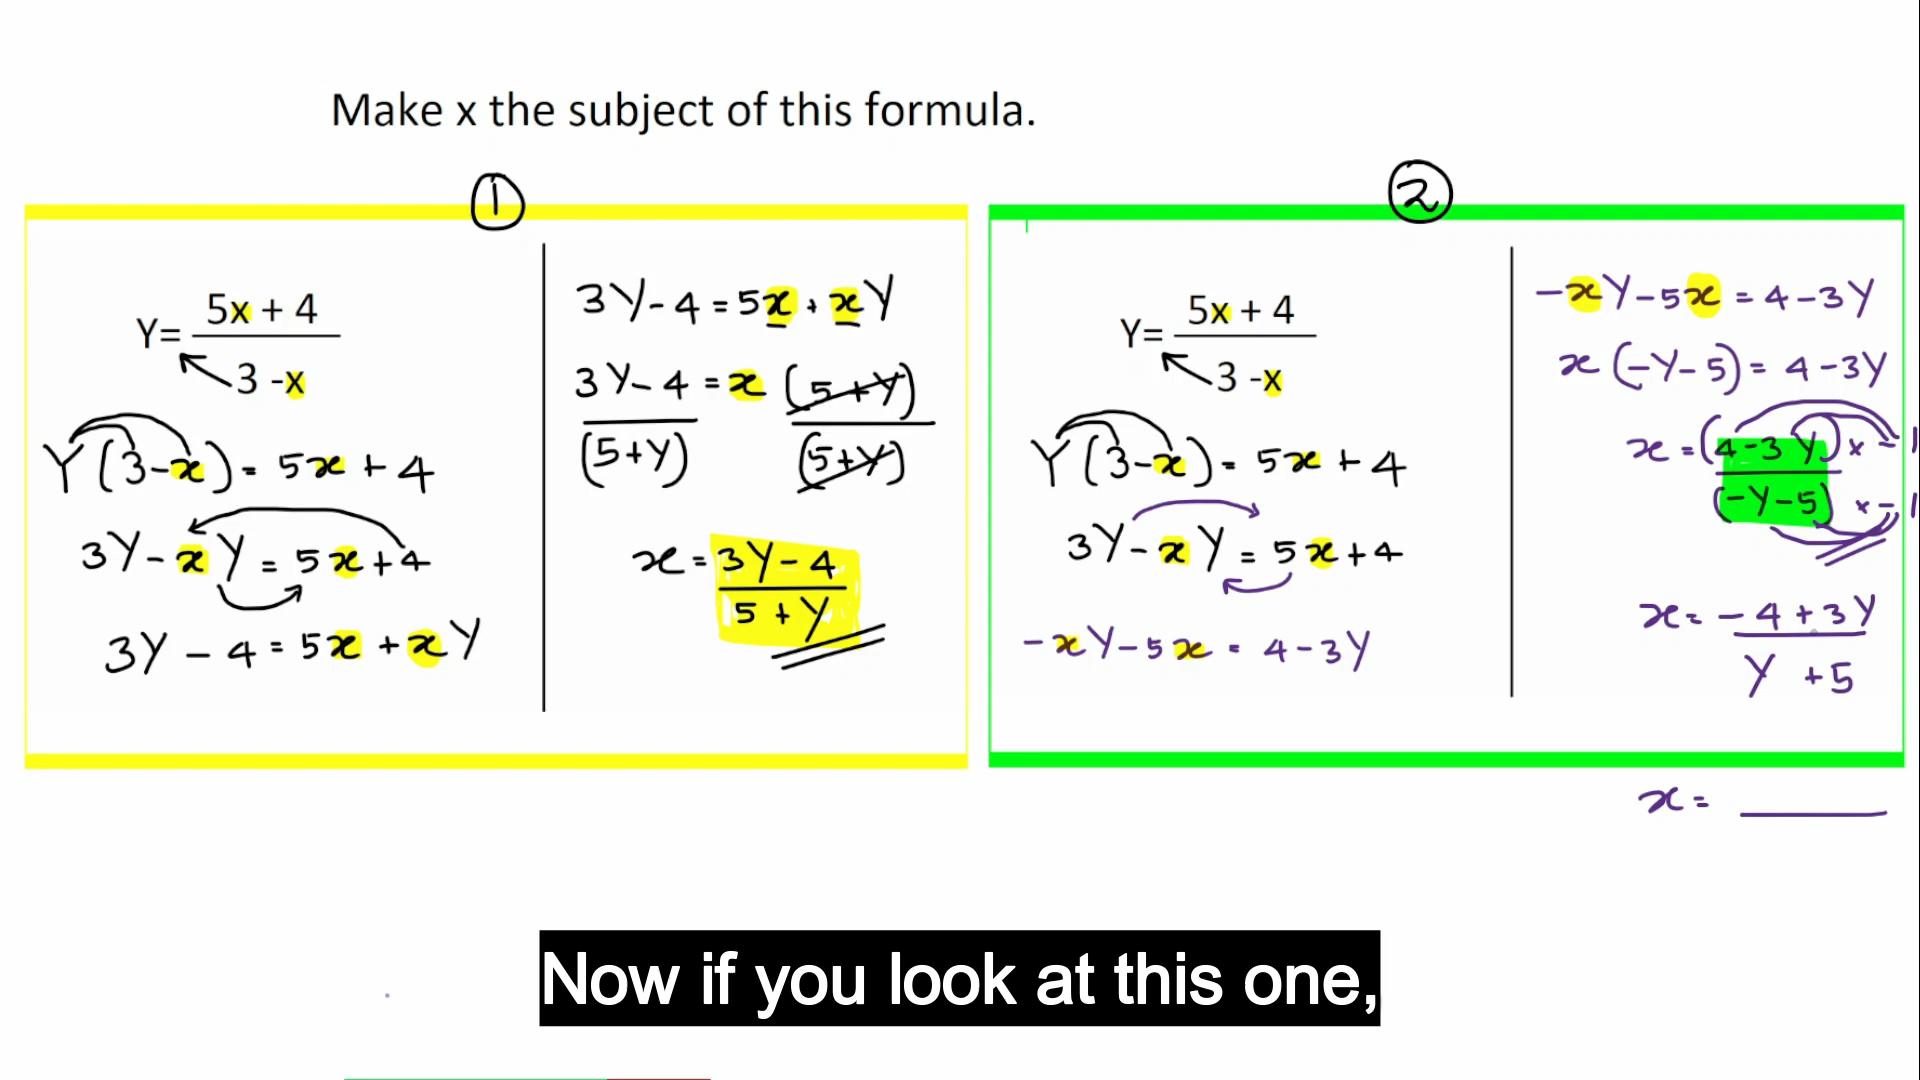 Make x the subject of this formula.
1
Y= 5x + 4
3 -x
Y(3-x) = 5x + 4
3Y - xY = 5x + 4
3Y - 4 = 5x + xY
3Y - 4 = 5x + xY
3Y - 4 = x (5 + Y)
(5+Y) (5+Y)
x = 3Y - 4
5 + Y
2
Y= 5x + 4
3 -x
Y(3-x) = 5x + 4
3Y - xY = 5x + 4
-xY - 5x = 4 - 3Y
-xY - 5x = 4 - 3Y
x(-Y - 5) = 4 - 3Y
x = (4 - 3Y) x - 1
(-Y - 5) x - 1
x = - 4 + 3Y
Y + 5
x =
Now if you look at this one,